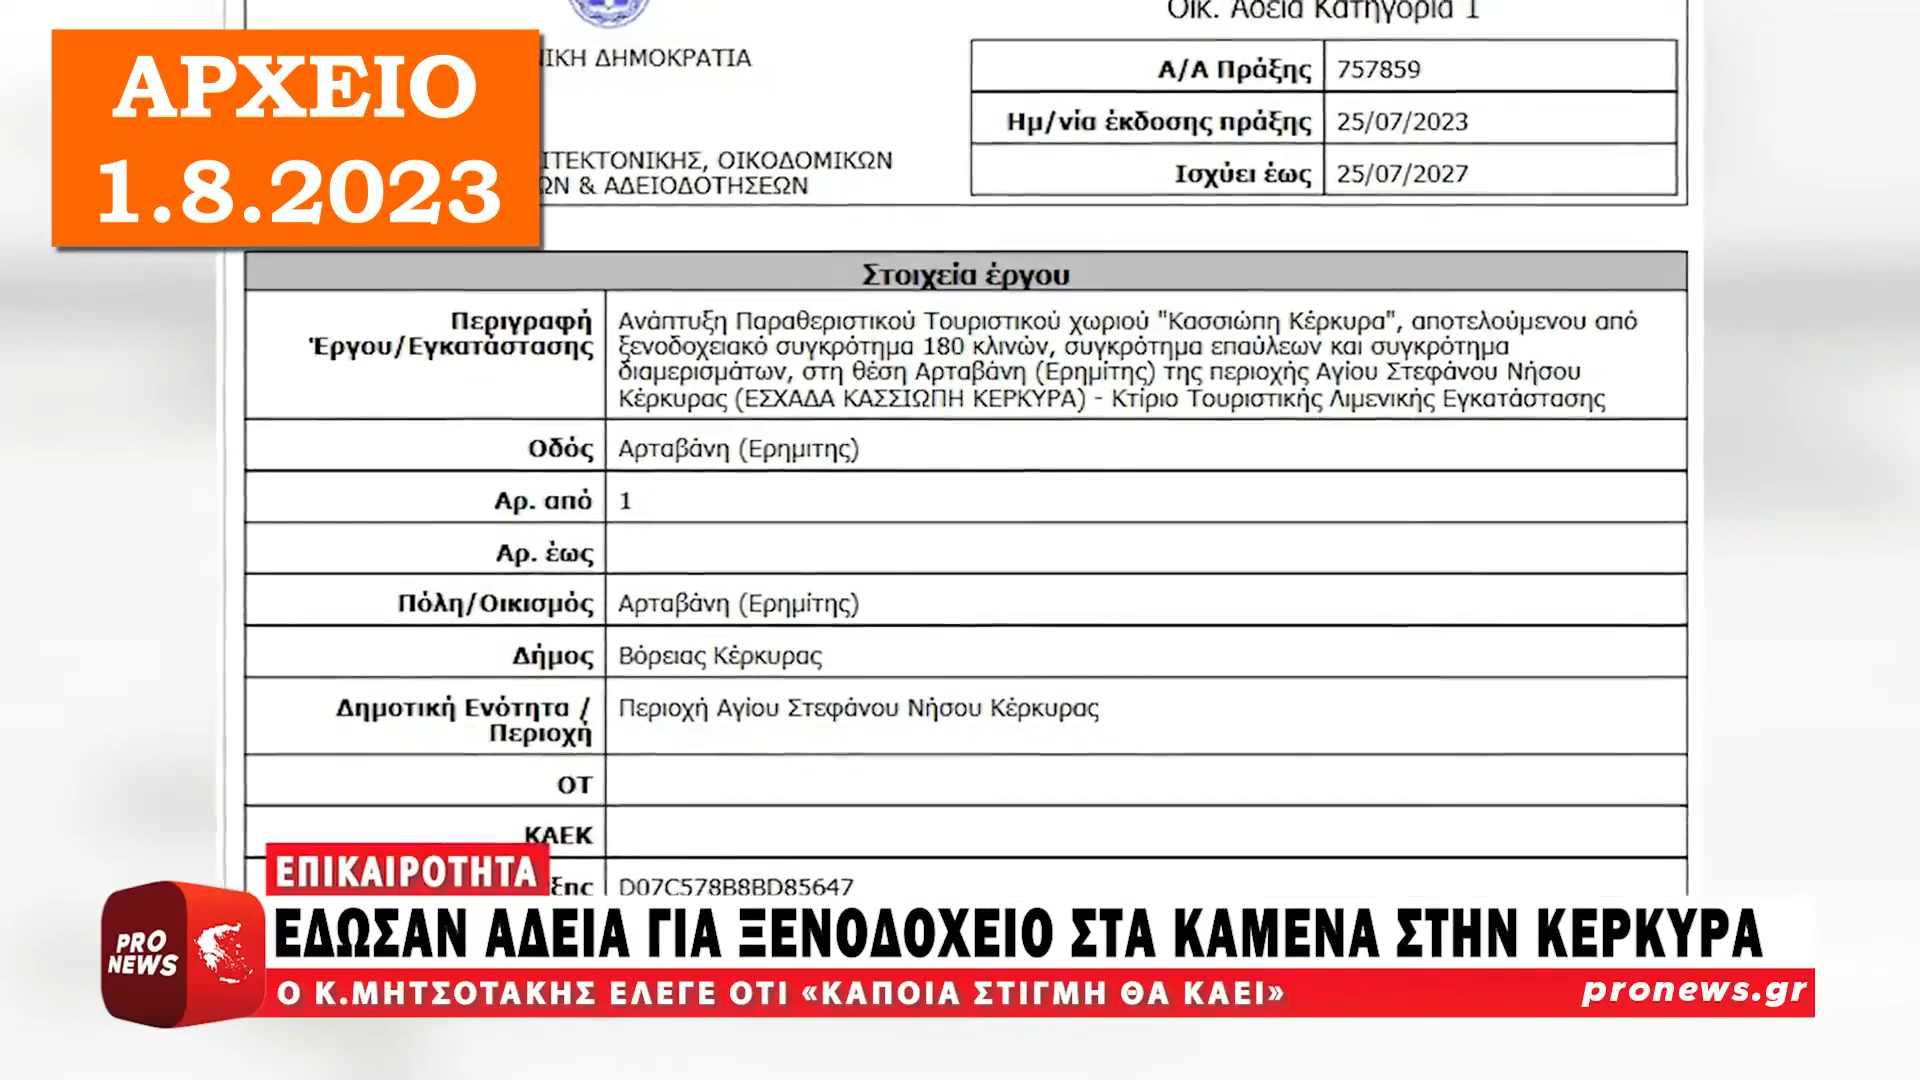 Οικ. Άδεια Κατηγορία 1
ΑΡΧΕΙΟ
1.8.2023
ΝΙΚΗ ΔΗΜΟΚΡΑΤΙΑ
ΙΤΕΚΤΟΝΙΚΗΣ, ΟΙΚΟΔΟΜΙΚΩΝ
ΩΝ & ΑΔΕΙΟΔΟΤΗΣΕΩΝ
Α/Α Πράξης 757859
Ημ/νία έκδοσης πράξης 25/07/2023
Ισχύει έως 25/07/2027
Στοιχεία έργου
Περιγραφή Έργου/Εγκατάστασης
Ανάπτυξη Παραθεριστικού Τουριστικού χωριού "Κασσιώπη Κέρκυρα", αποτελούμενου από
ξενοδοχειακό συγκρότημα 180 κλινών, συγκρότημα επαύλεων και συγκρότημα
διαμερισμάτων, στη θέση Αρταβάνη (Ερημίτης) της περιοχής Αγίου Στεφάνου Νήσου
Κέρκυρας (ΕΣΧΑΔΑ ΚΑΣΣΙΩΠΗ ΚΕΡΚΥΡΑ) - Κτίριο Τουριστικής Λιμενικής Εγκατάστασης
Οδός Αρταβάνη (Ερημιτης)
Αρ. από 1
Αρ. έως
Πόλη/Οικισμός Αρταβάνη (Ερημίτης)
Δήμος Βόρειας Κέρκυρας
Δημοτική Ενότητα / Περιοχή
Περιοχή Αγίου Στεφάνου Νήσου Κέρκυρας
ΟΤ
ΚΑΕΚ
ξης D07C578B8BD85647
ΕΠΙΚΑΙΡΟΤΗΤΑ
PRO
NEWS
ΕΔΩΣΑΝ ΑΔΕΙΑ ΓΙΑ ΞΕΝΟΔΟΧΕΙΟ ΣΤΑ ΚΑΜΕΝΑ ΣΤΗΝ ΚΕΡΚΥΡΑ
Ο Κ.ΜΗΤΣΟΤΑΚΗΣ ΕΛΕΓΕ ΟΤΙ «ΚΑΠΟΙΑ ΣΤΙΓΜΗ ΘΑ ΚΑΕΙ»
pronews.gr